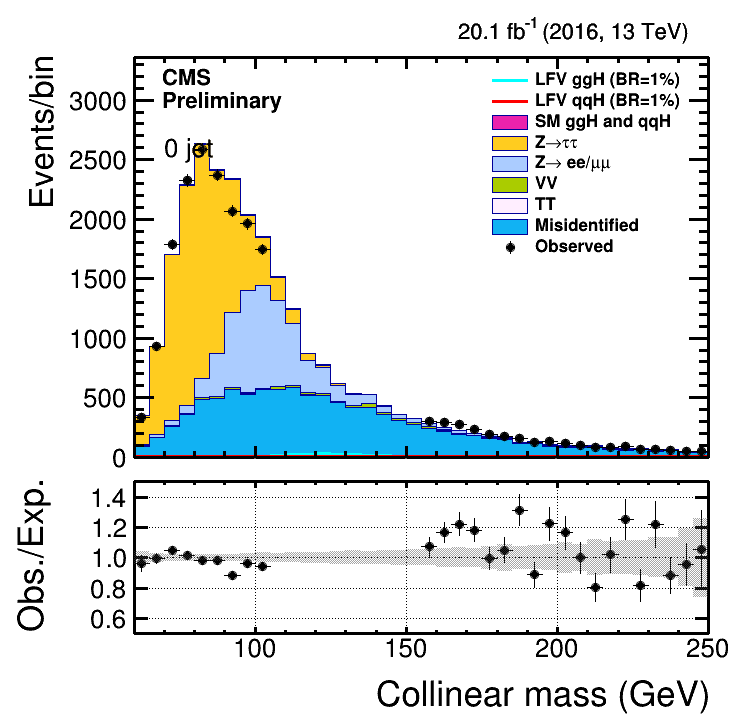 20.1 fb-1 (2016, 13 TeV)
Events/bin
3000
2500
2000
1500
1000
500
0
CMS
Preliminary
0 jet
LFV ggH (BR=1%)
LFV qqH (BR=1%)
SM ggH and qqH
Z→ττ
Z→ ee/μμ
VV
TT
Misidentified
Observed
Obs./Exp.
1.4
1.2
1.0
0.8
0.6
100 150 200 250
Collinear mass (GeV)